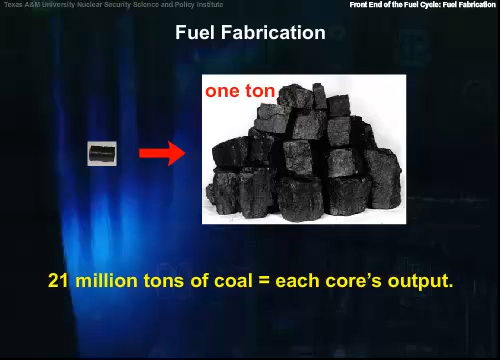 Texas A&M University Nuclear Security Science and Policy Institute
Front End of the Fuel Cycle: Fuel Fabrication
Fuel Fabrication
one ton
21 million tons of coal = each core’s output.